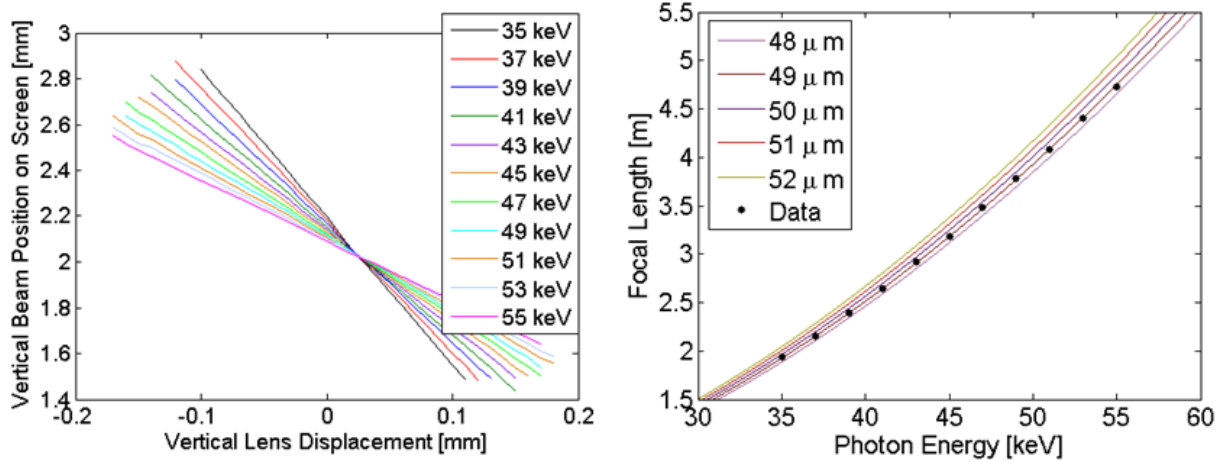 Vertical Beam Position on Screen [mm]
3
2.8
2.6
2.4
2.2
2
1.8
1.6
1.4
-0.2
-0.1
0
0.1
0.2
Vertical Lens Displacement [mm]
35 keV
37 keV
39 keV
41 keV
43 keV
45 keV
47 keV
49 keV
51 keV
53 keV
55 keV
Focal Length [m]
5.5
5
4.5
4
3.5
3
2.5
2
1.5
30
35
40
45
50
55
60
Photon Energy [keV]
48 μ m
49 μ m
50 μ m
51 μ m
52 μ m
Data